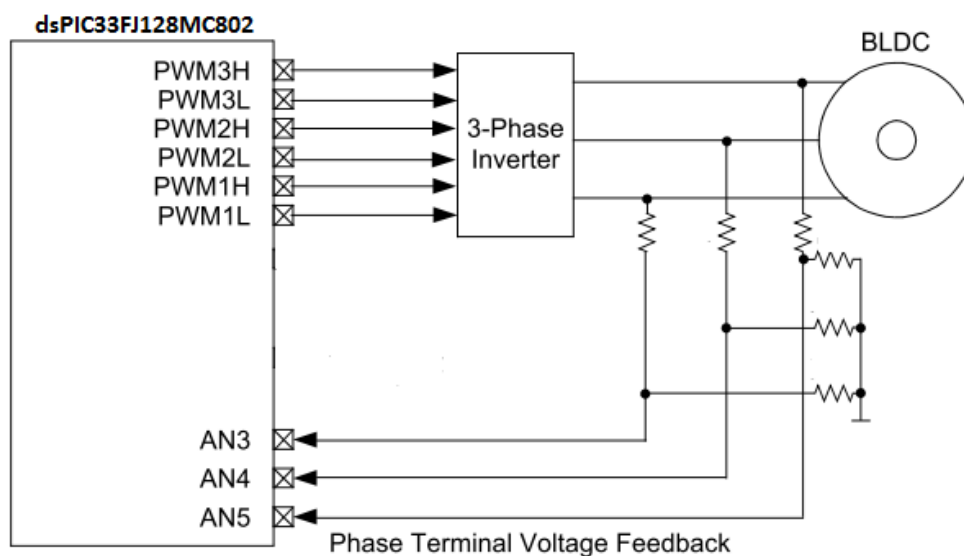 dsPIC33FJ128MC802
BLDC
PWM3H
PWM3L
PWM2H
PWM2L
PWM1H
PWM1L
3-Phase
Inverter
AN3
AN4
AN5
Phase Terminal Voltage Feedback